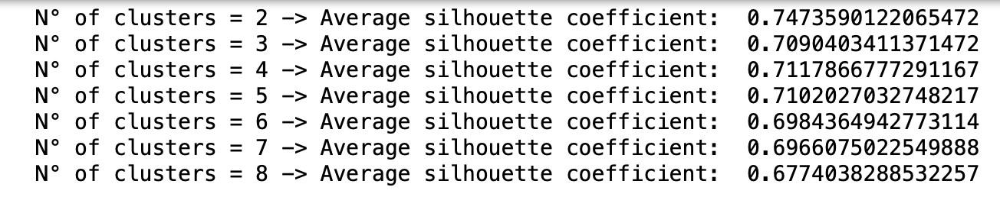 N° of clusters = 2 -> Average silhouette coefficient:  0.7473590122065472
N° of clusters = 3 -> Average silhouette coefficient:  0.7090403411371472
N° of clusters = 4 -> Average silhouette coefficient:  0.7117866777291167
N° of clusters = 5 -> Average silhouette coefficient:  0.7102027032748217
N° of clusters = 6 -> Average silhouette coefficient:  0.6984364942773114
N° of clusters = 7 -> Average silhouette coefficient:  0.6966075022549888
N° of clusters = 8 -> Average silhouette coefficient:  0.6774038288532257